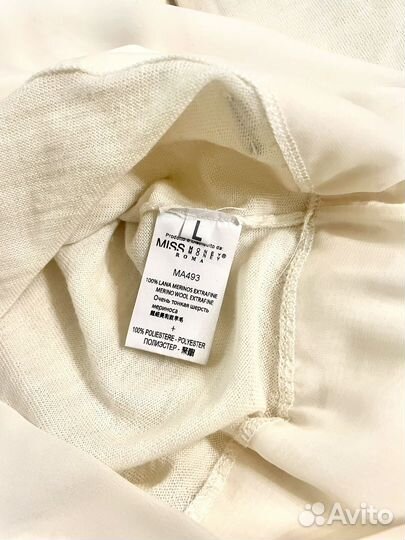 L
Prodotto e distribuito da
MISS MONEY MONEY®
ROMA
MA493
100% LANA MERINOS EXTRAFINE
MERINO WOOL, EXTRAFINE
Очень тонкая шерсть
мериноса
+
100% POLIESTERE - POLYESTER
ПОЛИЭСТЕР -
Avito